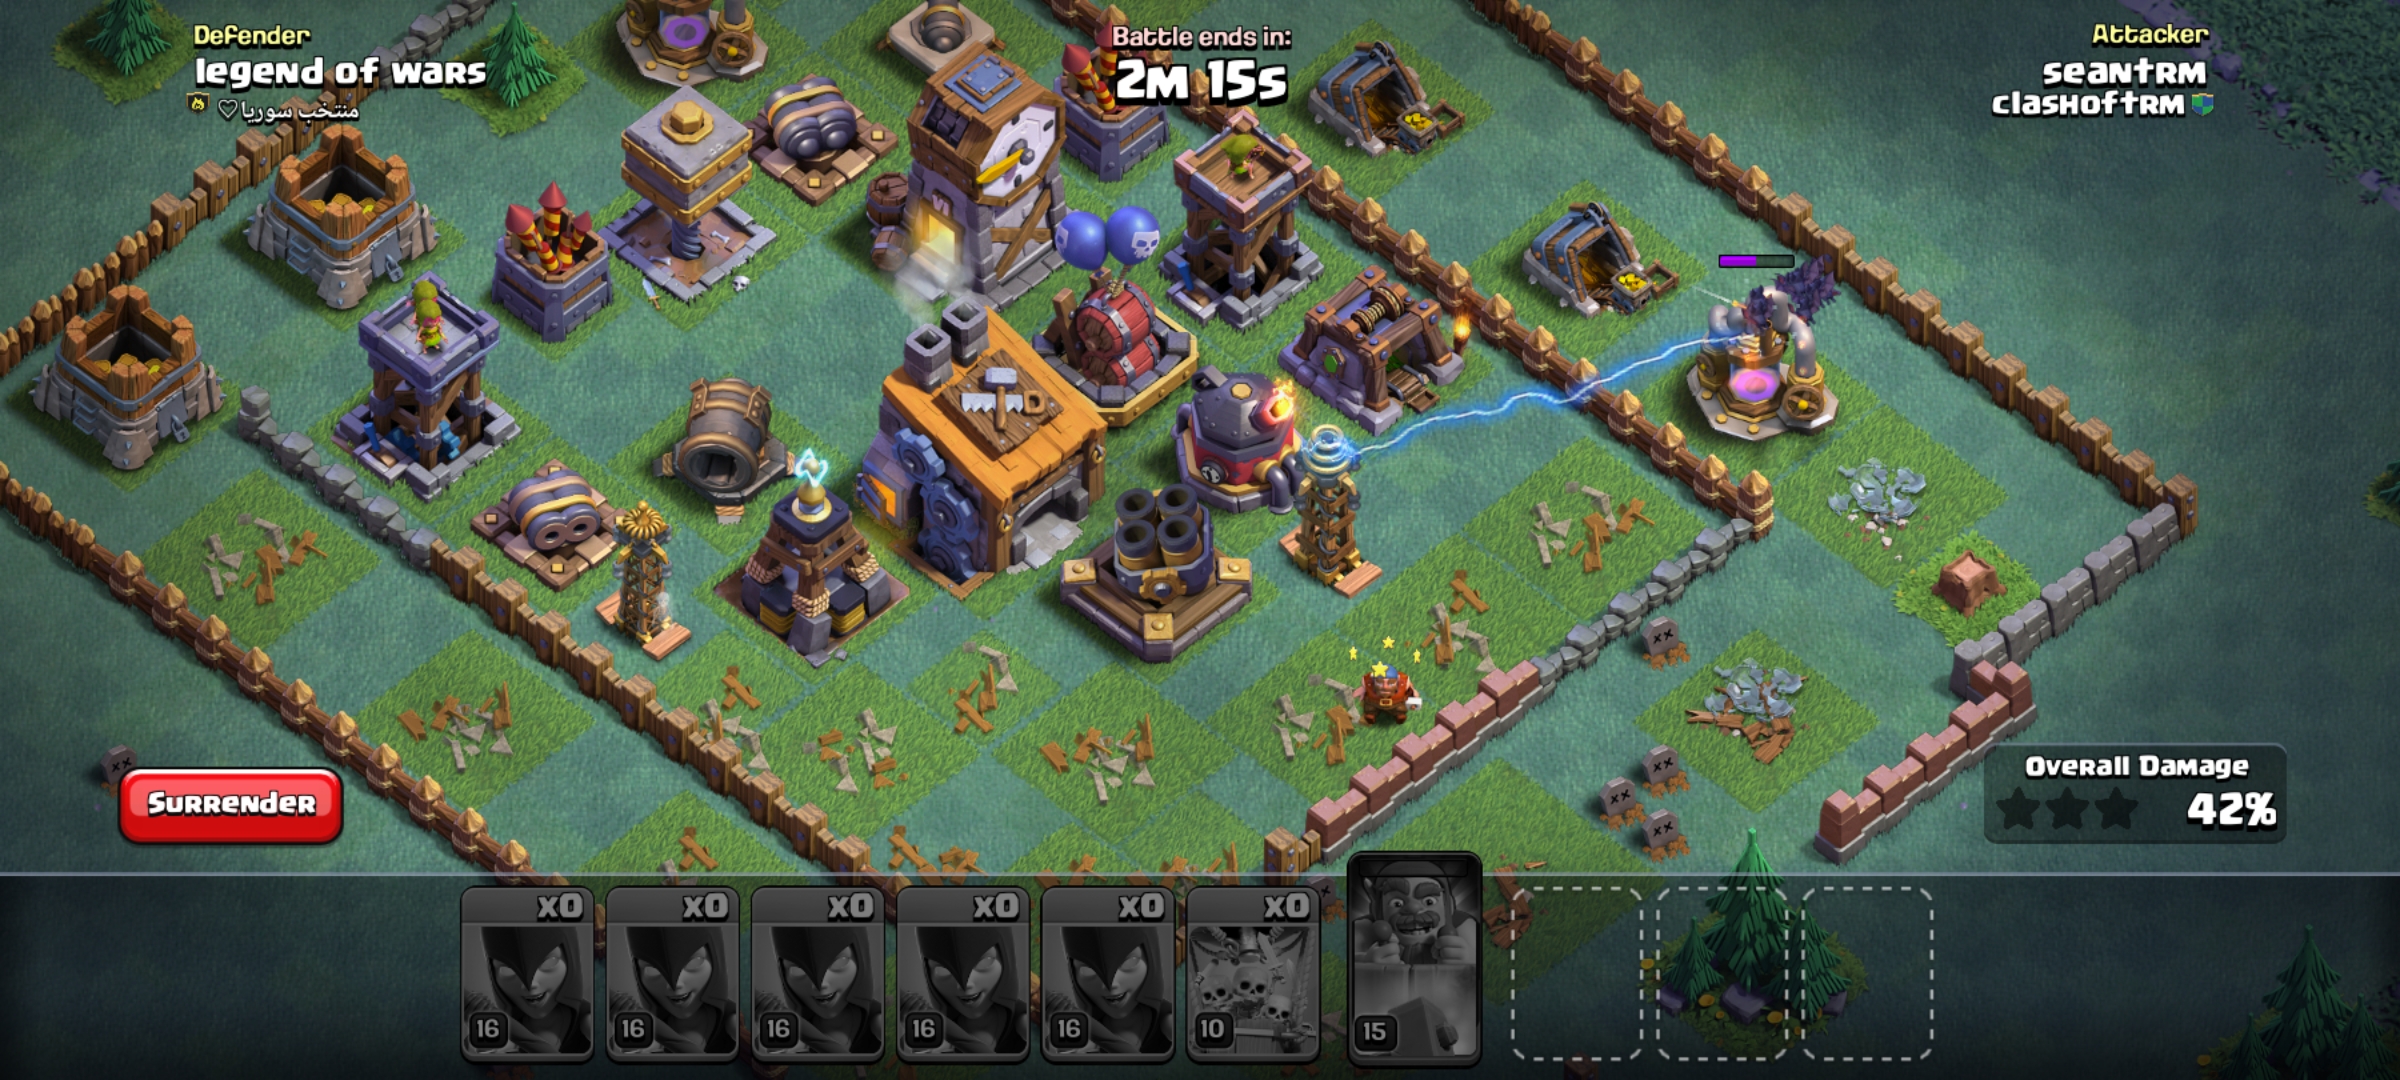 Defender
legend of wars
منتخب سوريا♡
Battle ends in:
2M 15s
Attacker
seantRM
clashoftRM
Surrender
Overall Damage
42%
x0 x0 x0 x0 x0 x0
16 16 16 16 16 10 15